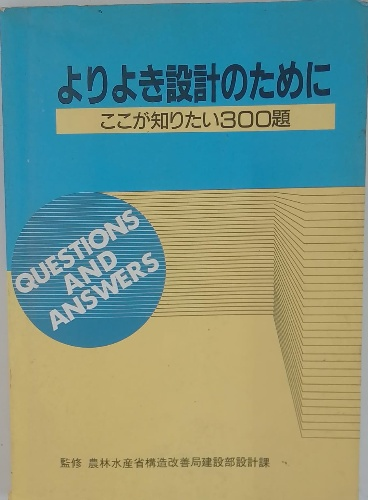 よりよき設計のために
ここが知りたい300題
QUESTIONS
AND
ANSWERS
監修 農林水産省構造改善局建設部設計課